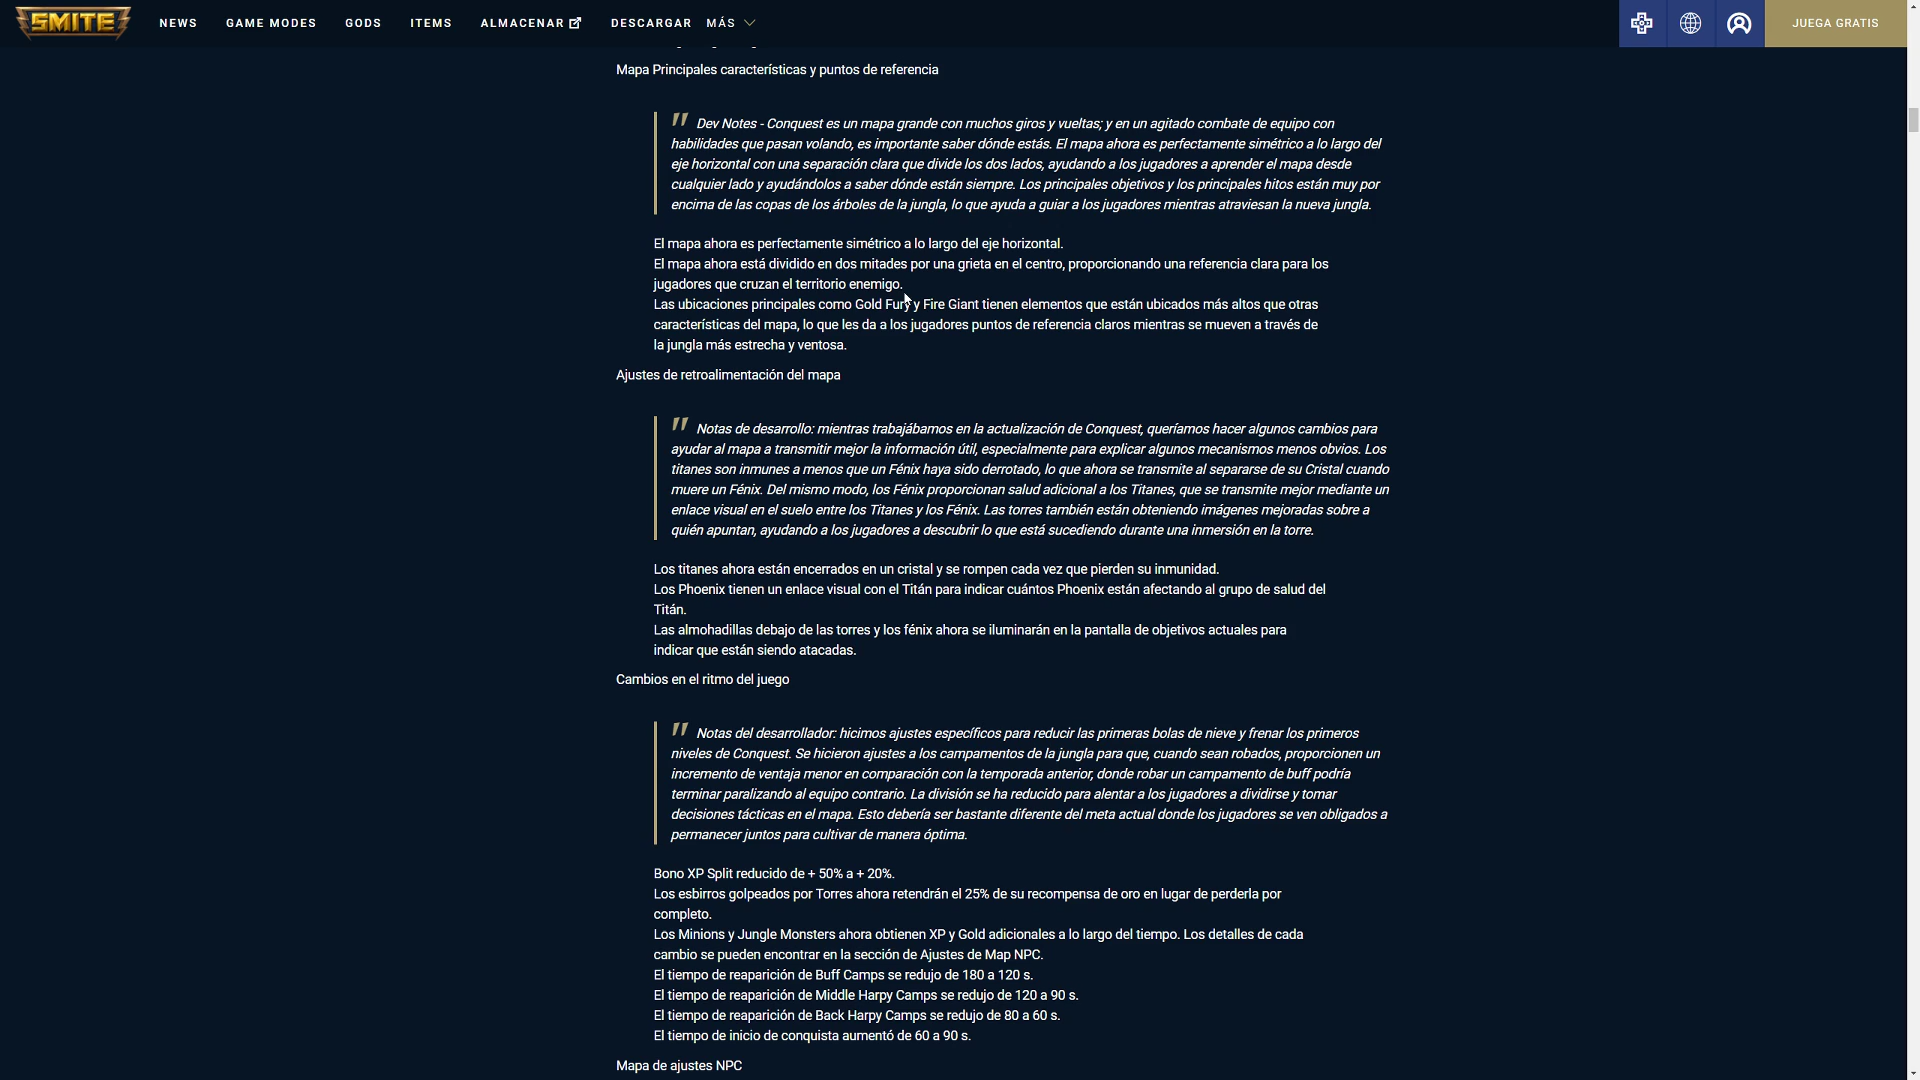 SMITE
NEWS GAME MODES GODS ITEMS ALMACENAR DESCARGAR MÁS JUEGA GRATIS
Mapa Principales características y puntos de referencia
" Dev Notes - Conquest es un mapa grande con muchos giros y vueltas; y en un agitado combate de equipo con
habilidades que pasan volando, es importante saber dónde estás. El mapa ahora es perfectamente simétrico a lo largo del
eje horizontal con una separación clara que divide los dos lados, ayudando a los jugadores a aprender el mapa desde
cualquier lado y ayudándolos a saber dónde están siempre. Los principales objetivos y los principales hitos están muy por
encima de las copas de los árboles de la jungla, lo que ayuda a guiar a los jugadores mientras atraviesan la nueva jungla.
El mapa ahora es perfectamente simétrico a lo largo del eje horizontal.
El mapa ahora está dividido en dos mitades por una grieta en el centro, proporcionando una referencia clara para los
jugadores que cruzan el territorio enemigo.
Las ubicaciones principales como Gold Fury y Fire Giant tienen elementos que están ubicados más altos que otras
características del mapa, lo que les da a los jugadores puntos de referencia claros mientras se mueven a través de
la jungla más estrecha y ventosa.
Ajustes de retroalimentación del mapa
" Notas de desarrollo: mientras trabajábamos en la actualización de Conquest, queríamos hacer algunos cambios para
ayudar al mapa a transmitir mejor la información útil, especialmente para explicar algunos mecanismos menos obvios. Los
titanes son inmunes a menos que un Fénix haya sido derrotado, lo que ahora se transmite al separarse de su Cristal cuando
muere un Fénix. Del mismo modo, los Fénix proporcionan salud adicional a los Titanes, que se transmite mejor mediante un
enlace visual en el suelo entre los Titanes y los Fénix. Las torres también están obteniendo imágenes mejoradas sobre a
quién apuntan, ayudando a los jugadores a descubrir lo que está sucediendo durante una inmersión en la torre.
Los titanes ahora están encerrados en un cristal y se rompen cada vez que pierden su inmunidad.
Los Phoenix tienen un enlace visual con el Titán para indicar cuántos Phoenix están afectando al grupo de salud del
Titán.
Las almohadillas debajo de las torres y los fénix ahora se iluminarán en la pantalla de objetivos actuales para
indicar que están siendo atacadas.
Cambios en el ritmo del juego
" Notas del desarrollador: hicimos ajustes específicos para reducir las primeras bolas de nieve y frenar los primeros
niveles de Conquest. Se hicieron ajustes a los campamentos de la jungla para que, cuando sean robados, proporcionen un
incremento de ventaja menor en comparación con la temporada anterior, donde robar un campamento de buff podría
terminar paralizando al equipo contrario. La división se ha reducido para alentar a los jugadores a dividirse y tomar
decisiones tácticas en el mapa. Esto debería ser bastante diferente del meta actual donde los jugadores se ven obligados a
permanecer juntos para cultivar de manera óptima.
Bono XP Split reducido de + 50% a + 20%.
Los esbirros golpeados por Torres ahora retendrán el 25% de su recompensa de oro en lugar de perderla por
completo.
Los Minions y Jungle Monsters ahora obtienen XP y Gold adicionales a lo largo del tiempo. Los detalles de cada
cambio se pueden encontrar en la sección de Ajustes de Map NPC.
El tiempo de reaparición de Buff Camps se redujo de 180 a 120 s.
El tiempo de reaparición de Middle Harpy Camps se redujo de 120 a 90 s.
El tiempo de reaparición de Back Harpy Camps se redujo de 80 a 60 s.
El tiempo de inicio de conquista aumentó de 60 a 90 s.
Mapa de ajustes NPC